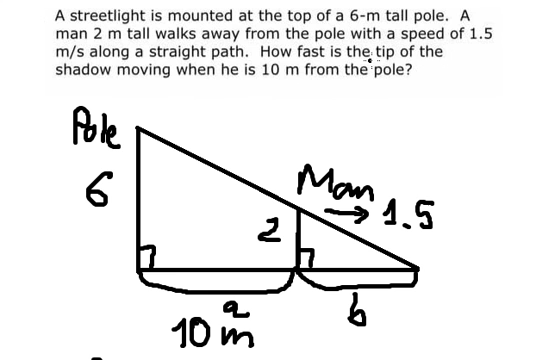 A streetlight is mounted at the top of a 6-m tall pole.  A
man 2 m tall walks away from the pole with a speed of 1.5
m/s along a straight path.  How fast is the tip of the
shadow moving when he is 10 m from the pole?
Pole
Man
6
2
1.5
a
b
10 m